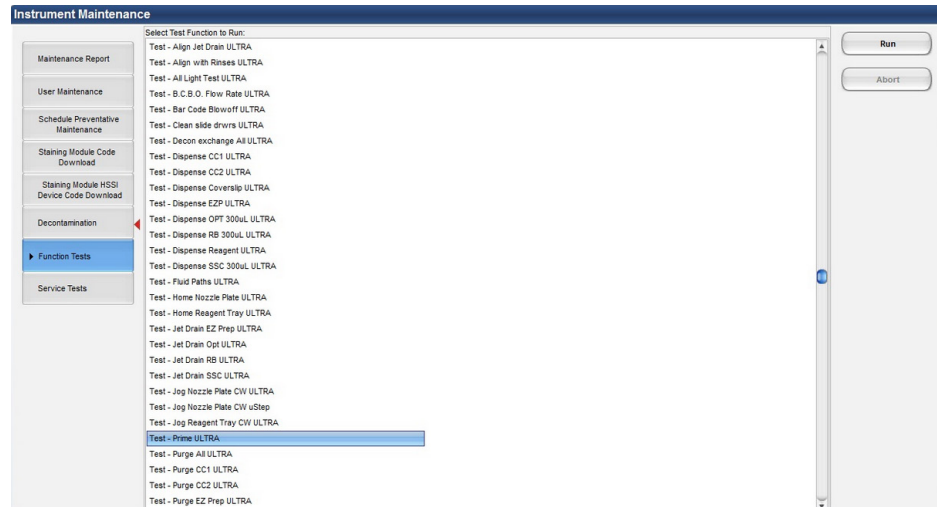 Instrument Maintenance
Select Test Function to Run:
Maintenance Report
User Maintenance
Schedule Preventative
Maintenance
Staining Module Code
Download
Staining Module HSSI
Device Code Download
Decontamination
Function Tests
Service Tests
Test - Align Jet Drain ULTRA
Test - Align with Rinses ULTRA
Test - All Light Test ULTRA
Test - B.C.B.O. Flow Rate ULTRA
Test - Bar Code Blowoff ULTRA
Test - Clean slide drwrs ULTRA
Test - Decon exchange All ULTRA
Test - Dispense CC1 ULTRA
Test - Dispense CC2 ULTRA
Test - Dispense Coverslip ULTRA
Test - Dispense EZP ULTRA
Test - Dispense OPT 300uL ULTRA
Test - Dispense RB 300uL ULTRA
Test - Dispense Reagent ULTRA
Test - Dispense SSC 300uL ULTRA
Test - Fluid Paths ULTRA
Test - Home Nozzle Plate ULTRA
Test - Home Reagent Tray ULTRA
Test - Jet Drain EZ Prep ULTRA
Test - Jet Drain Opt ULTRA
Test - Jet Drain RB ULTRA
Test - Jet Drain SSC ULTRA
Test - Jog Nozzle Plate CW ULTRA
Test - Jog Nozzle Plate CW uStep
Test - Jog Reagent Tray CW ULTRA
Test - Prime ULTRA
Test - Purge All ULTRA
Test - Purge CC1 ULTRA
Test - Purge CC2 ULTRA
Test - Purge EZ Prep ULTRA
Run
Abort